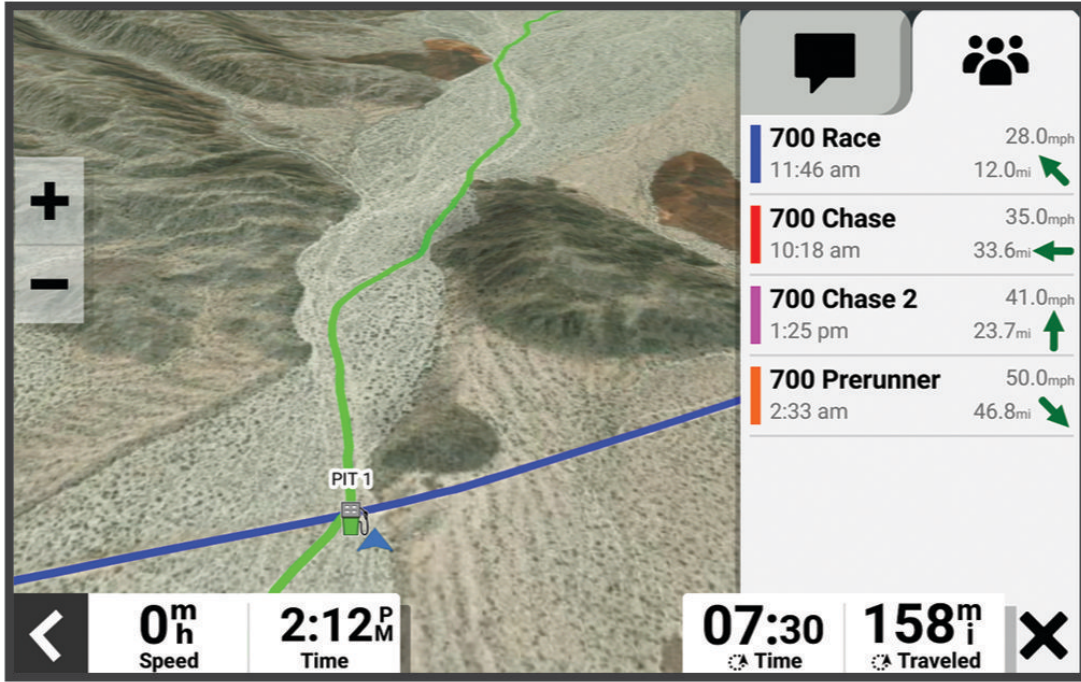 700 Race
28.0mph
11:46 am
12.0mi
700 Chase
35.0mph
10:18 am
33.6mi
700 Chase 2
41.0mph
1:25 pm
23.7mi
700 Prerunner
50.0mph
2:33 am
46.8mi
PIT 1
0mh
Speed
2:12PM
Time
07:30
Time
158mi
Traveled